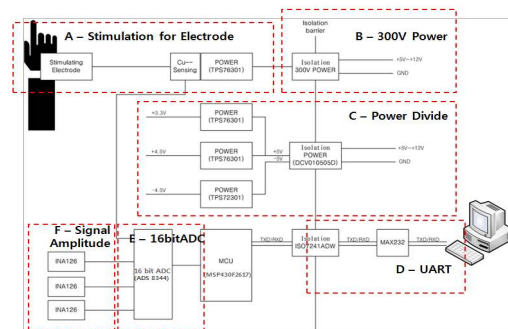 A – Stimulation for Electrode
Isolation
barrier
B – 300V Power
Stimulating
Electrode
Cu~~
Sensing
POWER
(TPS76301)
Isolation
300V POWER
+5V~+12V
GND
C – Power Divide
+3.3V
POWER
(TPS76301)
+4.5V
POWER
(TPS76301)
+5V
-5V
Isolation
POWER
(DCV010505D)
+5V~+12V
GND
-4.5V
POWER
(TPS72301)
F – Signal
Amplitude
E – 16bitADC
INA126
INA126
INA126
16 bit ADC
(ADS 8344)
MCU
(MSP430F2617)
TXD/RXD
Isolation
ISO7241ADW
TXD/RXD
MAX232
TXD/RXD
D – UART